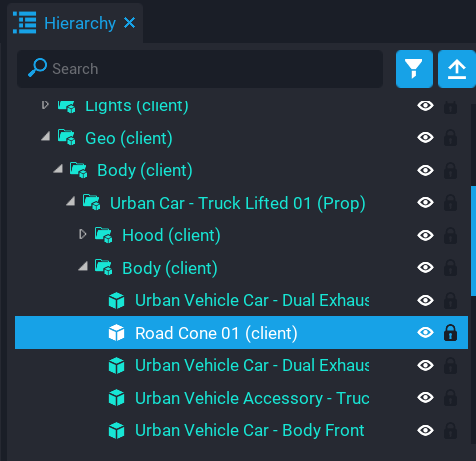 Hierarchy
Search
Lights (client)
Geo (client)
Body (client)
Urban Car - Truck Lifted 01 (Prop)
Hood (client)
Body (client)
Urban Vehicle Car - Dual Exhaus
Road Cone 01 (client)
Urban Vehicle Car - Dual Exhaus
Urban Vehicle Accessory - Truc
Urban Vehicle Car - Body Front